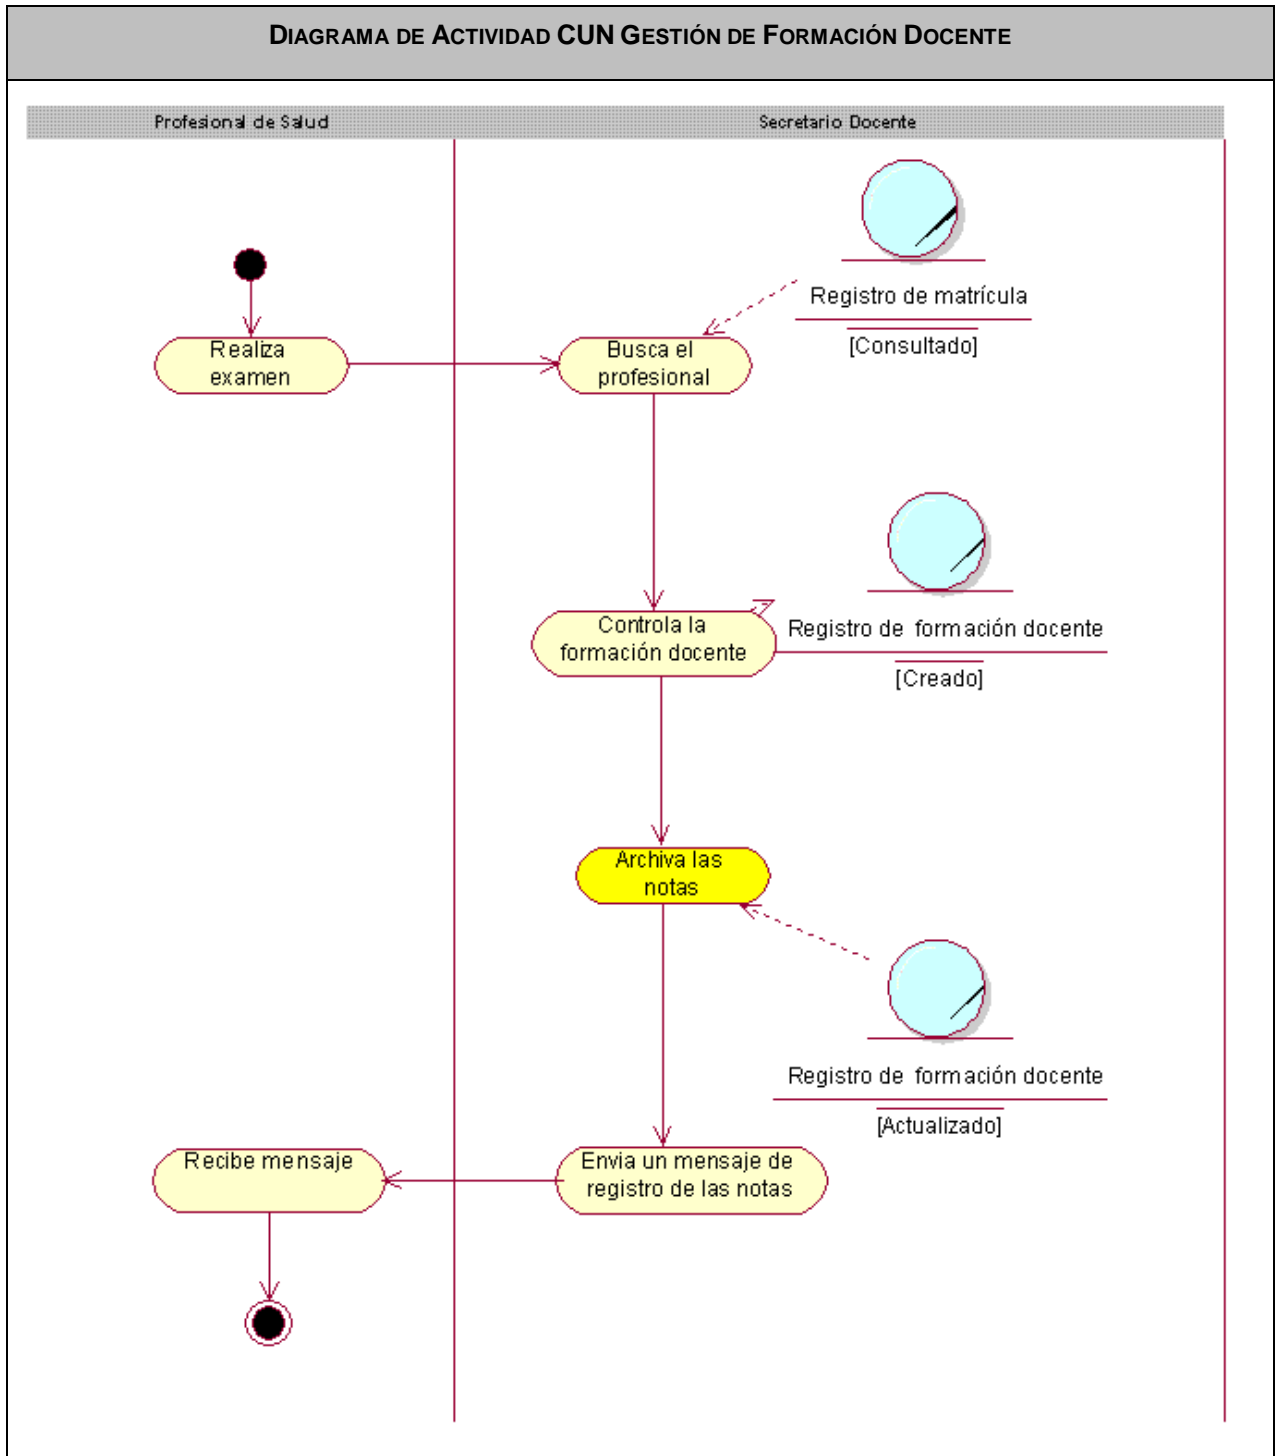 DIAGRAMA DE ACTIVIDAD CUN GESTIÓN DE FORMACIÓN DOCENTE
Profesional de Salud
Secretario Docente
Registro de matrícula
[Consultado]
Realiza
examen
Busca el
profesional
Controla la
formación docente
Registro de formación docente
[Creado]
Archiva las
notas
Registro de formación docente
[Actualizado]
Recibe mensaje
Envia un mensaje de
registro de las notas